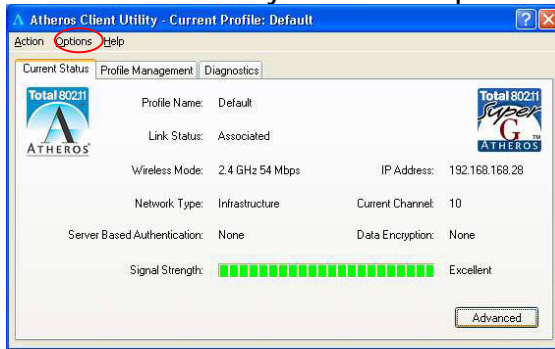 Atheros Client Utility - Current Profile: Default
Action Options Help
Current Status Profile Management Diagnostics
Total 802.11
ATHEROS
Total 802.11
Super
G
TM
ATHEROS
Profile Name: Default
Link Status: Associated
Wireless Mode: 2.4 GHz 54 Mbps IP Address: 192.168.168.28
Network Type: Infrastructure Current Channel: 10
Server Based Authentication: None Data Encryption: None
Signal Strength: Excellent
Advanced